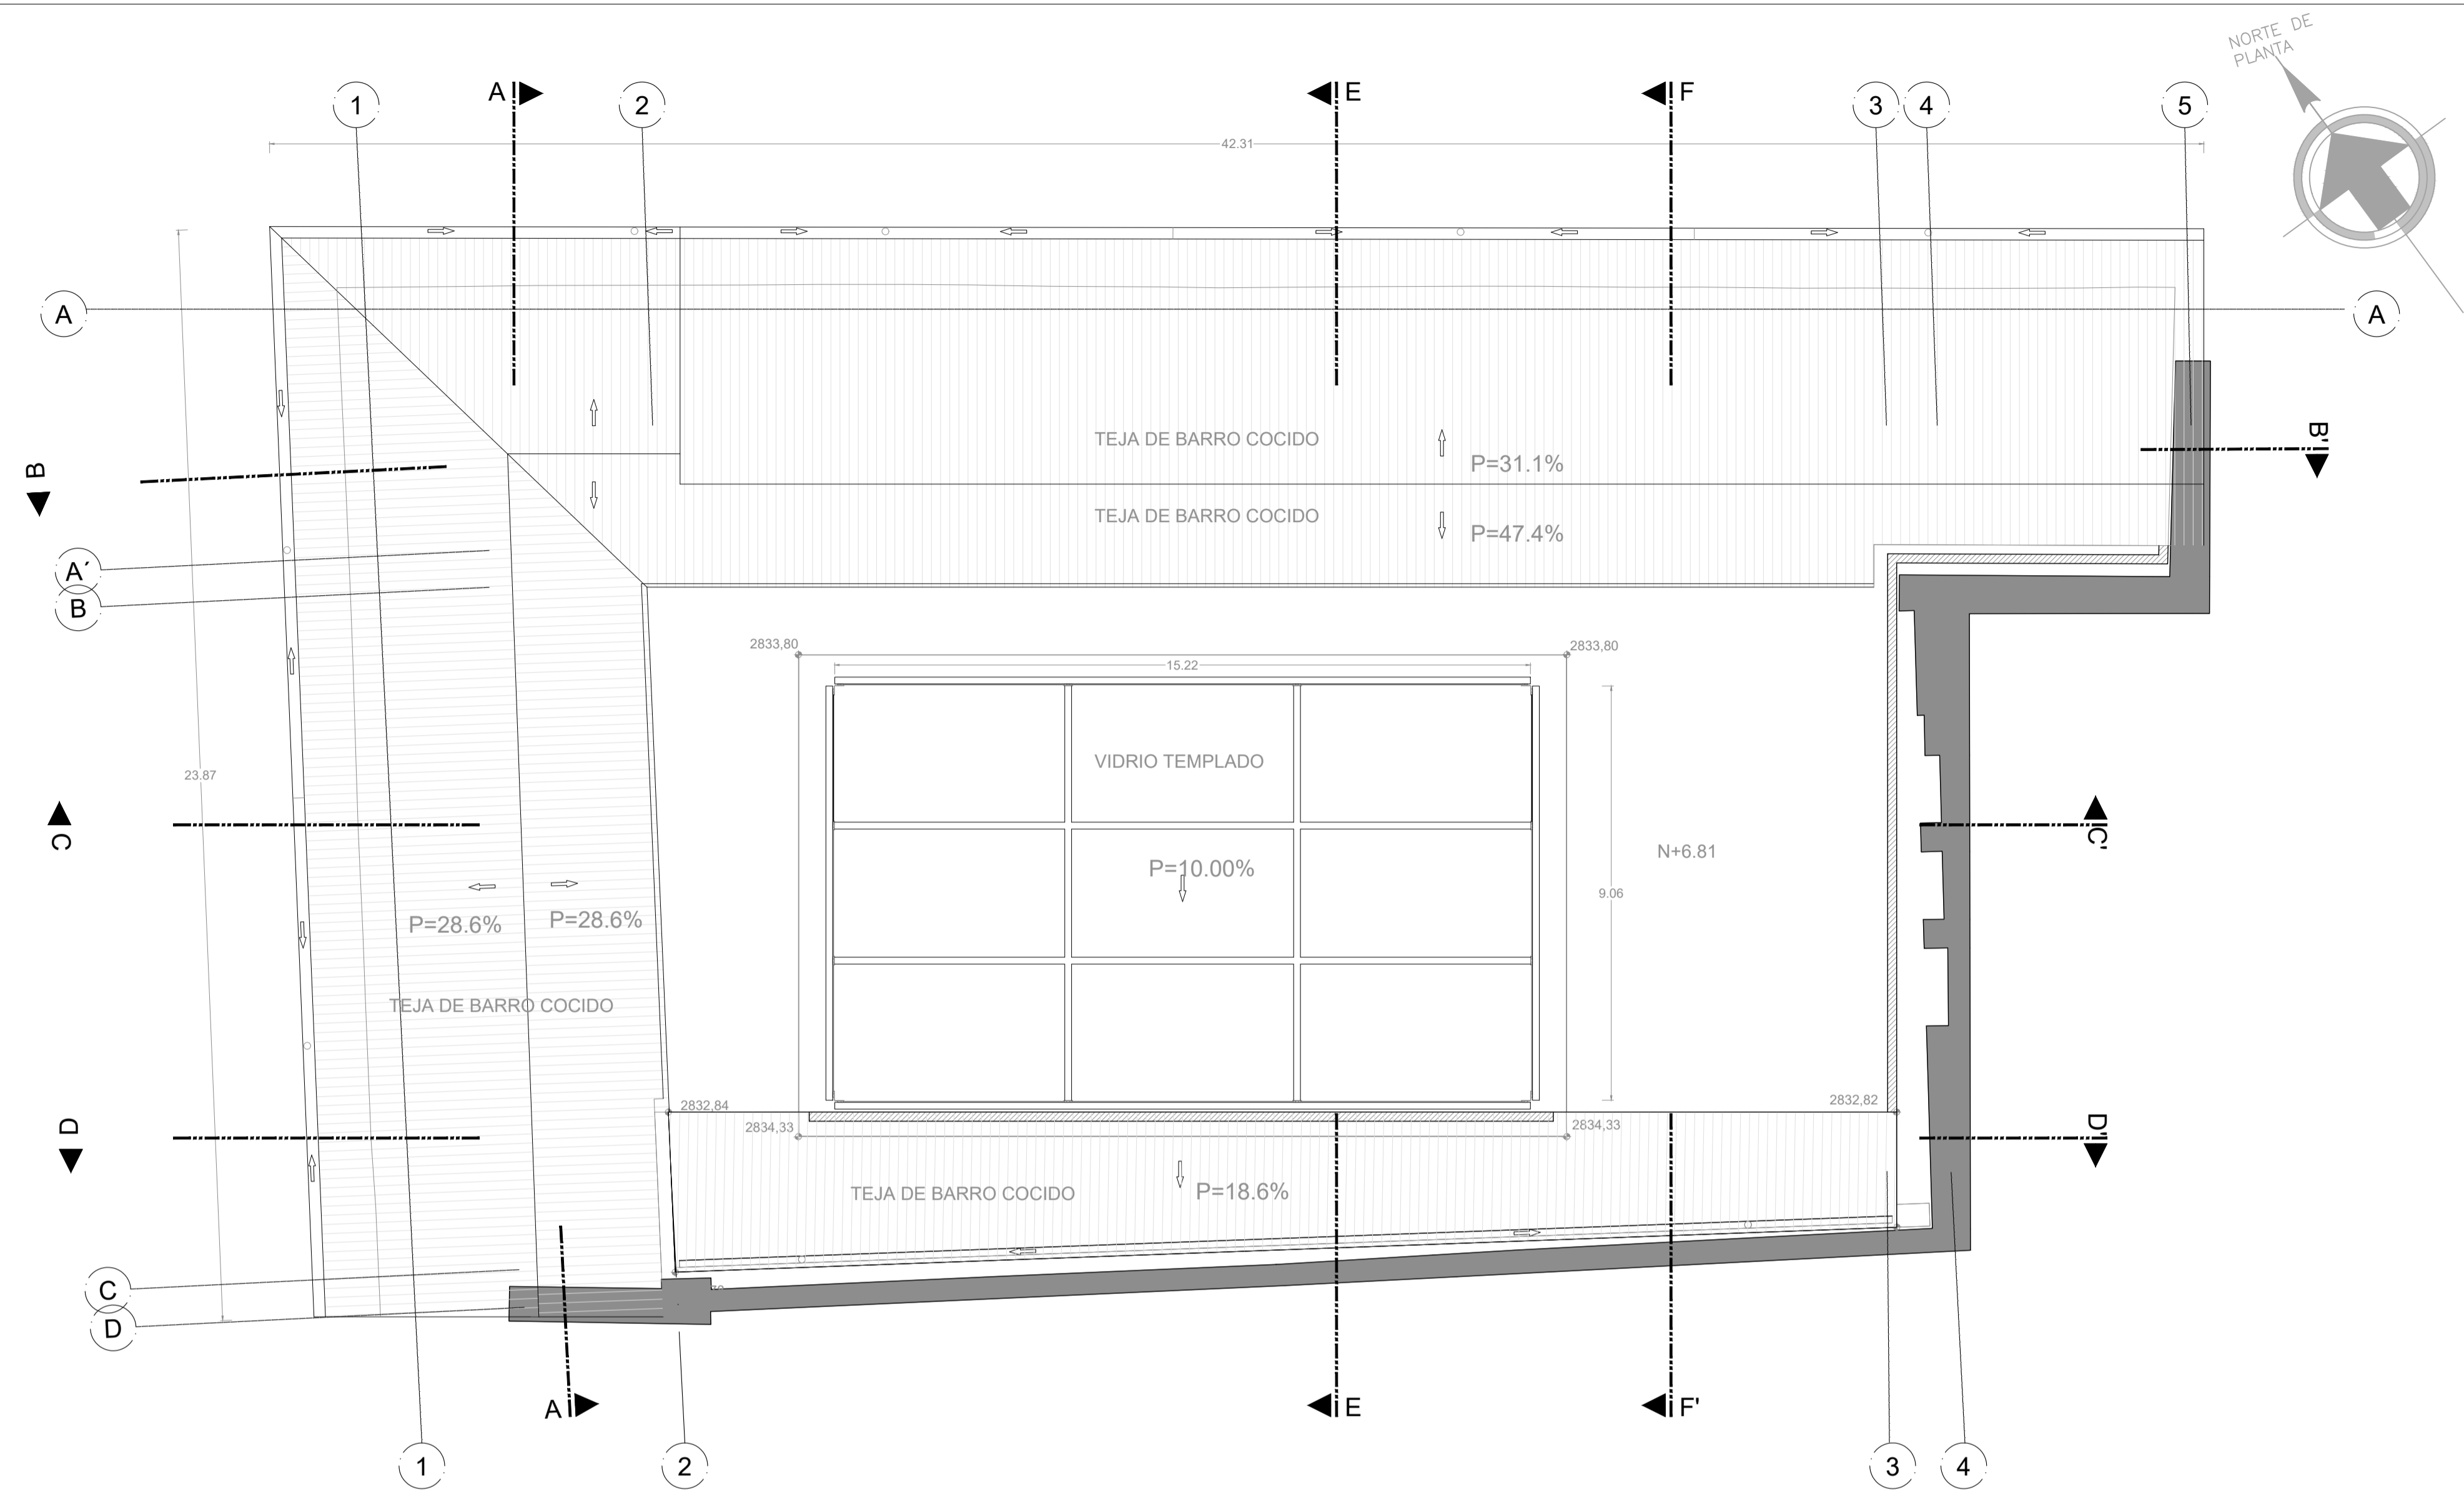 NORTE DE
PLANTA
1
A
2
E
F
3
4
5
42.31
A
A
B
B'
TEJA DE BARRO COCIDO
P=31.1%
TEJA DE BARRO COCIDO
P=47.4%
A´
B
2833,80
2833,80
15.22
23.87
VIDRIO TEMPLADO
C
C'
P=10.00%
N+6.81
9.06
P=28.6%
P=28.6%
TEJA DE BARRO COCIDO
2832,84
2832,82
D
D'
2834,33
2834,33
TEJA DE BARRO COCIDO
P=18.6%
C
D
A
E
F'
1
2
3
4